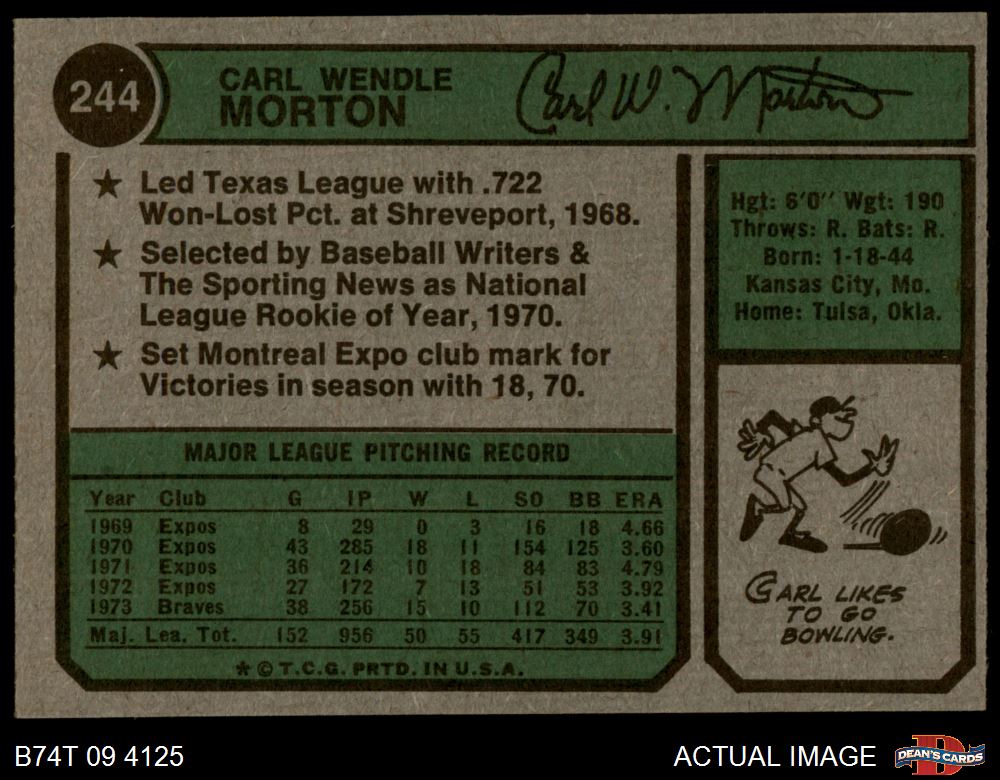 244
CARL WENDLE
MORTON
Carl W. Morton
★ Led Texas League with .722
Won-Lost Pct. at Shreveport, 1968.
★ Selected by Baseball Writers &
The Sporting News as National
League Rookie of Year, 1970.
★ Set Montreal Expo club mark for
Victories in season with 18, 70.
MAJOR LEAGUE PITCHING RECORD
Year Club G IP W L SO BB ERA
1969 Expos 8 29 0 3 16 18 4.66
1970 Expos 43 285 18 11 154 125 3.60
1971 Expos 36 214 10 18 84 83 4.79
1972 Expos 27 172 7 13 51 53 3.92
1973 Braves 38 256 15 10 112 70 3.41
Maj. Lea. Tot. 152 956 50 55 417 349 3.91
★ © T.C.G. PRTD. IN U.S.A.
Hgt: 6'0'' Wgt: 190
Throws: R. Bats: R.
Born: 1-18-44
Kansas City, Mo.
Home: Tulsa, Okla.
CARL LIKES
TO GO
BOWLING.
B74T 09 4125
ACTUAL IMAGE
D
DEAN'S CARDS